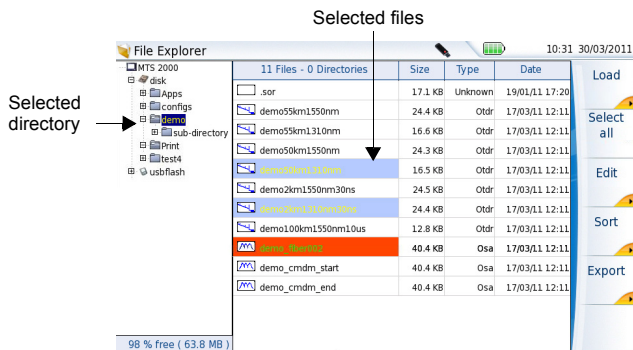 Selected files
File Explorer
10:31 30/03/2011
MTS 2000
disk
Apps
configs
demo
sub-directory
Print
test4
usbflash
98 % free ( 63.8 MB )
Selected
directory
11 Files - 0 Directories Size Type Date
.sor 17.1 KB Unknown 19/01/11 17:20
demo55km1550nm 24.4 KB Otdr 17/03/11 12:11
demo55km1310nm 16.6 KB Otdr 17/03/11 12:11
demo50km1550nm 24.3 KB Otdr 17/03/11 12:11
demo50km1310nm 16.5 KB Otdr 17/03/11 12:11
demo2km1550nm30ns 24.5 KB Otdr 17/03/11 12:11
demo2km1310nm30ns 24.4 KB Otdr 17/03/11 12:11
demo100km1550nm10us 12.8 KB Otdr 17/03/11 12:11
demo_fiber002 40.4 KB Osa 17/03/11 12:11
demo_cmdm_start 40.4 KB Osa 17/03/11 12:11
demo_cmdm_end 40.4 KB Osa 17/03/11 12:11
Load
Select
all
Edit
Sort
Export